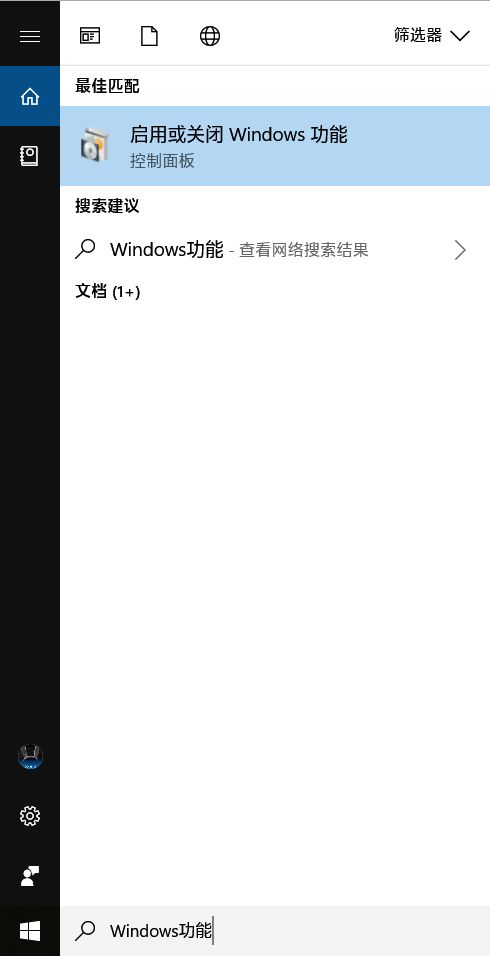 筛选器
最佳匹配
启用或关闭 Windows 功能
控制面板
搜索建议
Windows功能 - 查看网络搜索结果
文档 (1+)
Windows功能